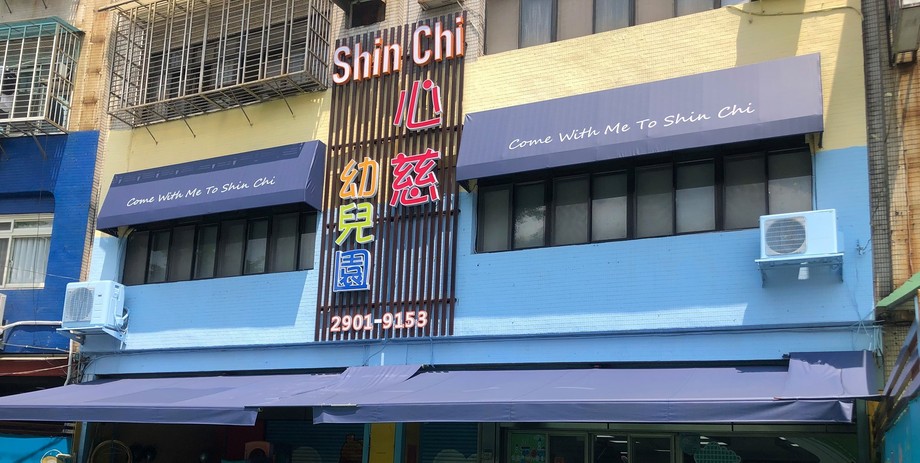 Shin Chi
心慈
幼兒園
2901-9153
Come With Me To Shin Chi
Come With Me To Shin Chi